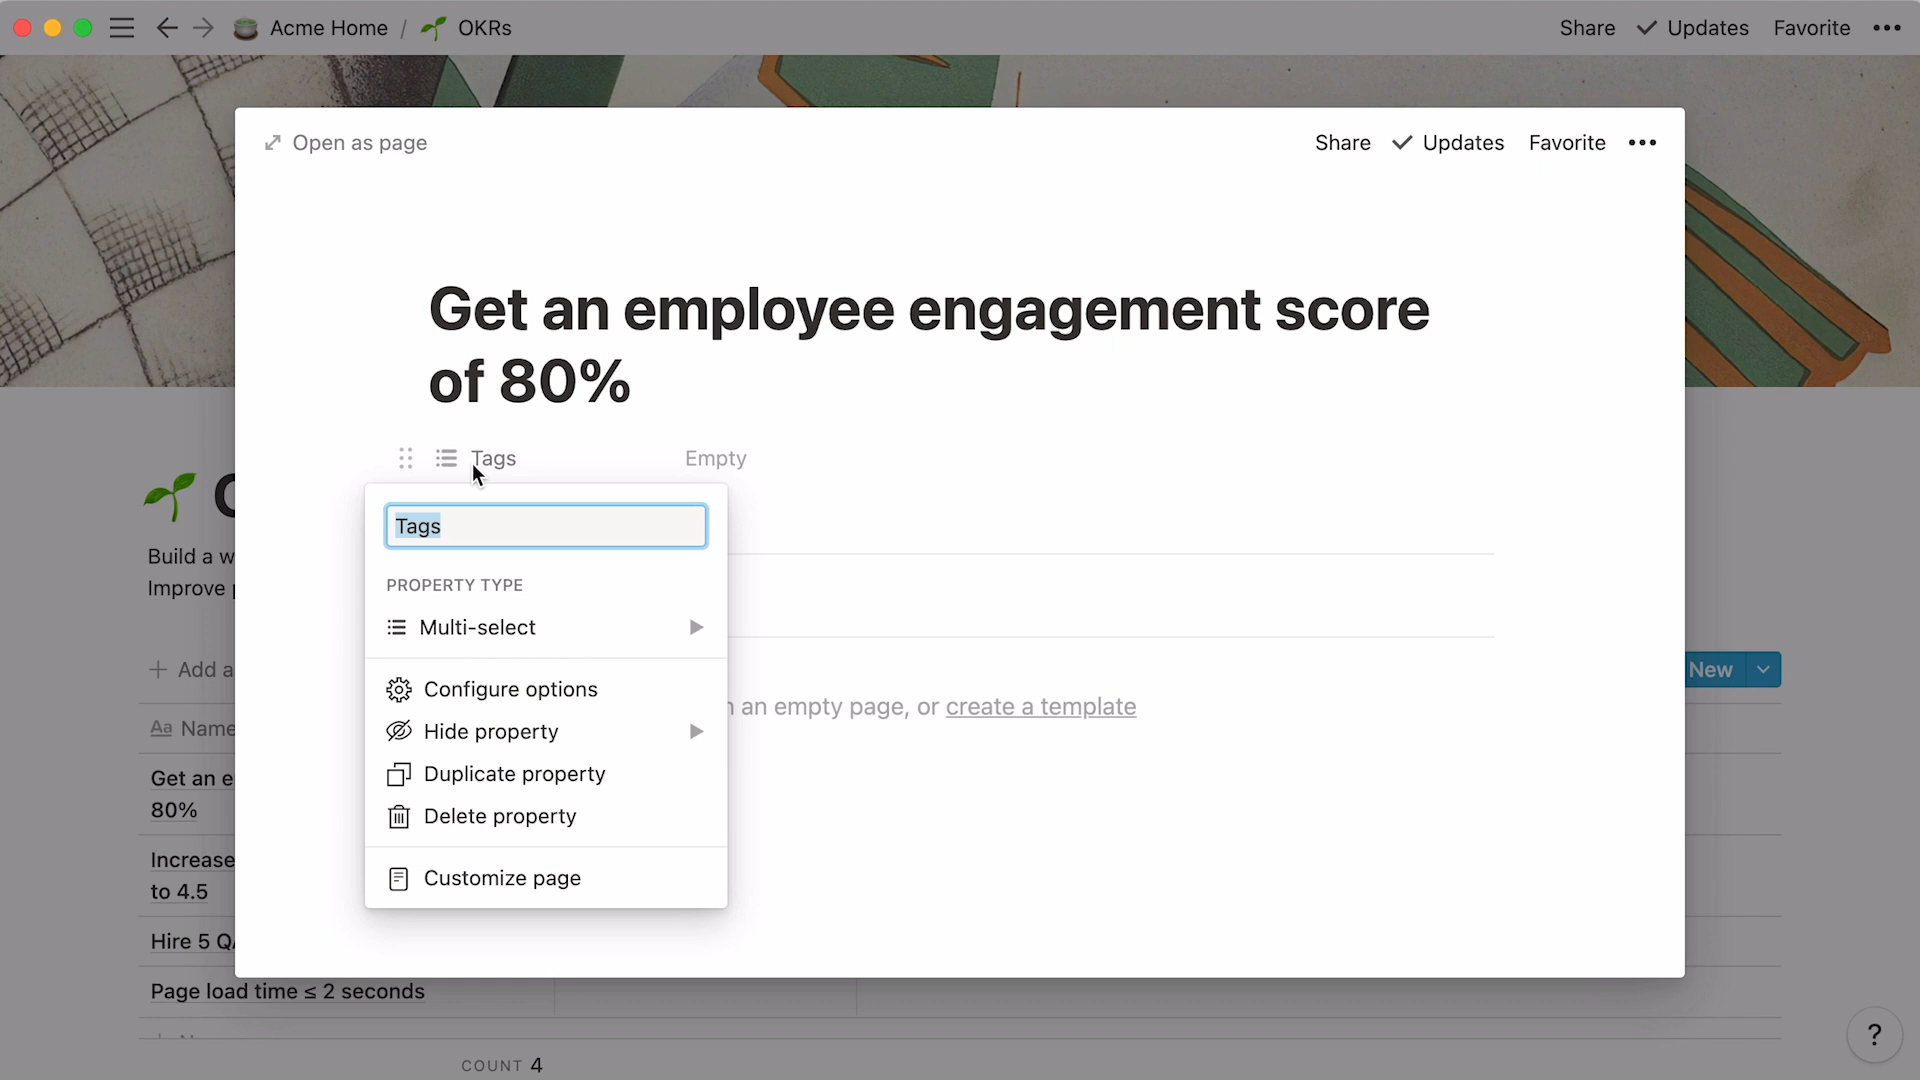 Acme Home / OKRs
Share Updates Favorite •••
Open as page
Share Updates Favorite •••
Get an employee engagement score
of 80%
Tags Empty
Tags
PROPERTY TYPE
Multi-select
Configure options
Hide property
Duplicate property
Delete property
Customize page
an empty page, or create a template
Build a w
Improve
+ Add a
New
Aa Name
Get an e
80%
Increase
to 4.5
Hire 5 QA
Page load time ≤ 2 seconds
COUNT 4
?